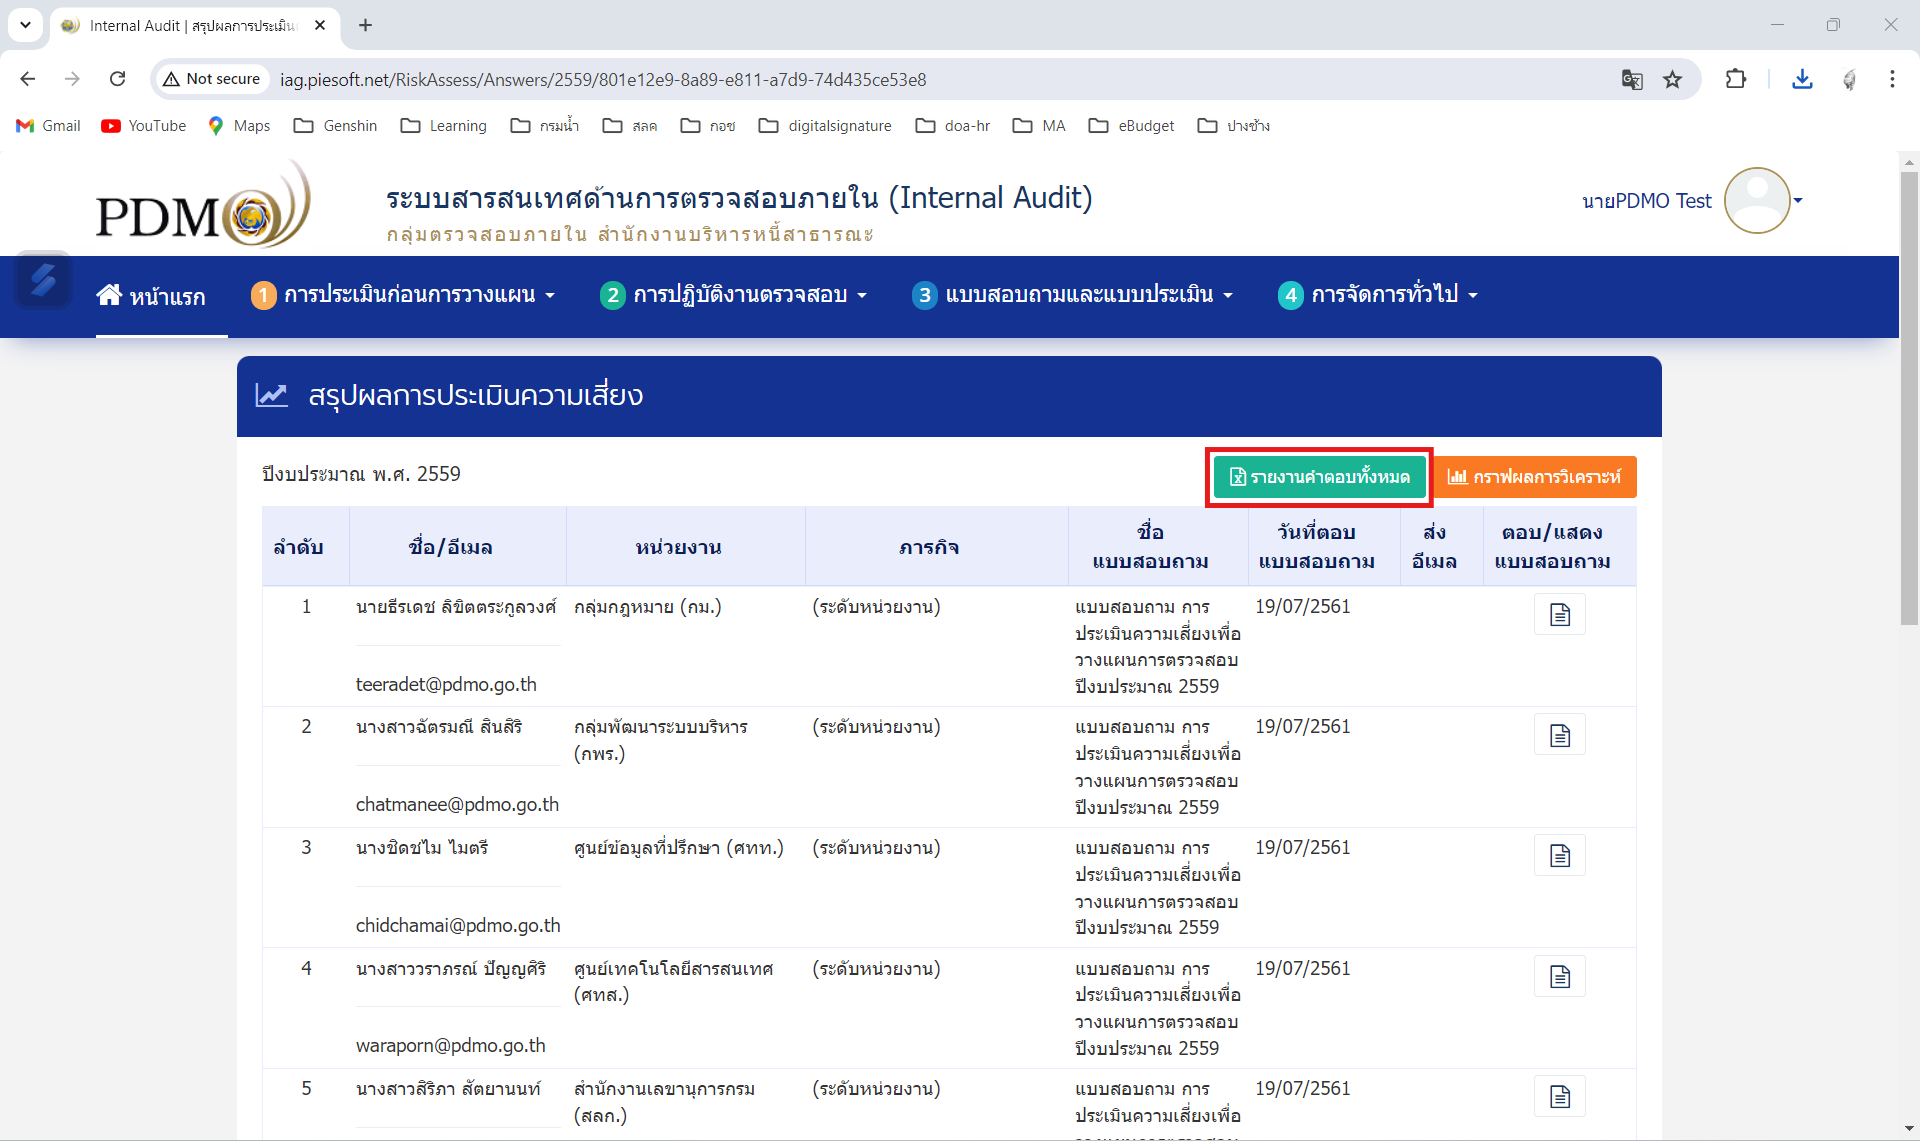 Internal Audit | สรุปผลการประเมิน
Not secure iag.piesoft.net/RiskAssess/Answers/2559/801e12e9-8a89-e811-a7d9-74d435ce53e8
Gmail YouTube Maps Genshin Learning กรมน้ำ สลค กอช digitalsignature doa-hr MA eBudget ปางช้าง
PDMO
ระบบสารสนเทศด้านการตรวจสอบภายใน (Internal Audit)
กลุ่มตรวจสอบภายใน สำนักงานบริหารหนี้สาธารณะ
นายPDMO Test
หน้าแรก 1 การประเมินก่อนการวางแผน 2 การปฏิบัติงานตรวจสอบ 3 แบบสอบถามและแบบประเมิน 4 การจัดการทั่วไป
สรุปผลการประเมินความเสี่ยง
ปีงบประมาณ พ.ศ. 2559
รายงานคำตอบทั้งหมด กราฟผลการวิเคราะห์
ลำดับ ชื่อ/อีเมล หน่วยงาน ภารกิจ ชื่อ แบบสอบถาม วันที่ตอบ แบบสอบถาม ส่ง อีเมล ตอบ/แสดง แบบสอบถาม
1 นายธีรเดช ลิขิตตระกูลวงศ์ กลุ่มกฎหมาย (กม.) (ระดับหน่วยงาน) แบบสอบถาม การ 19/07/2561
ประเมินความเสี่ยงเพื่อ
วางแผนการตรวจสอบ
teeradet@pdmo.go.th ปีงบประมาณ 2559
2 นางสาวฉัตรมณี สินสิริ กลุ่มพัฒนาระบบบริหาร (ระดับหน่วยงาน) แบบสอบถาม การ 19/07/2561
(กพร.) ประเมินความเสี่ยงเพื่อ
วางแผนการตรวจสอบ
chatmanee@pdmo.go.th ปีงบประมาณ 2559
3 นางชิดชไม ไมตรี ศูนย์ข้อมูลที่ปรึกษา (ศทท.) (ระดับหน่วยงาน) แบบสอบถาม การ 19/07/2561
ประเมินความเสี่ยงเพื่อ
วางแผนการตรวจสอบ
chidchamai@pdmo.go.th ปีงบประมาณ 2559
4 นางสาววราภรณ์ ปัญญศิริ ศูนย์เทคโนโลยีสารสนเทศ (ระดับหน่วยงาน) แบบสอบถาม การ 19/07/2561
(ศทส.) ประเมินความเสี่ยงเพื่อ
วางแผนการตรวจสอบ
waraporn@pdmo.go.th ปีงบประมาณ 2559
5 นางสาวสิริภา สัตยานนท์ สำนักงานเลขานุการกรม (ระดับหน่วยงาน) แบบสอบถาม การ 19/07/2561
(สลก.) ประเมินความเสี่ยงเพื่อ